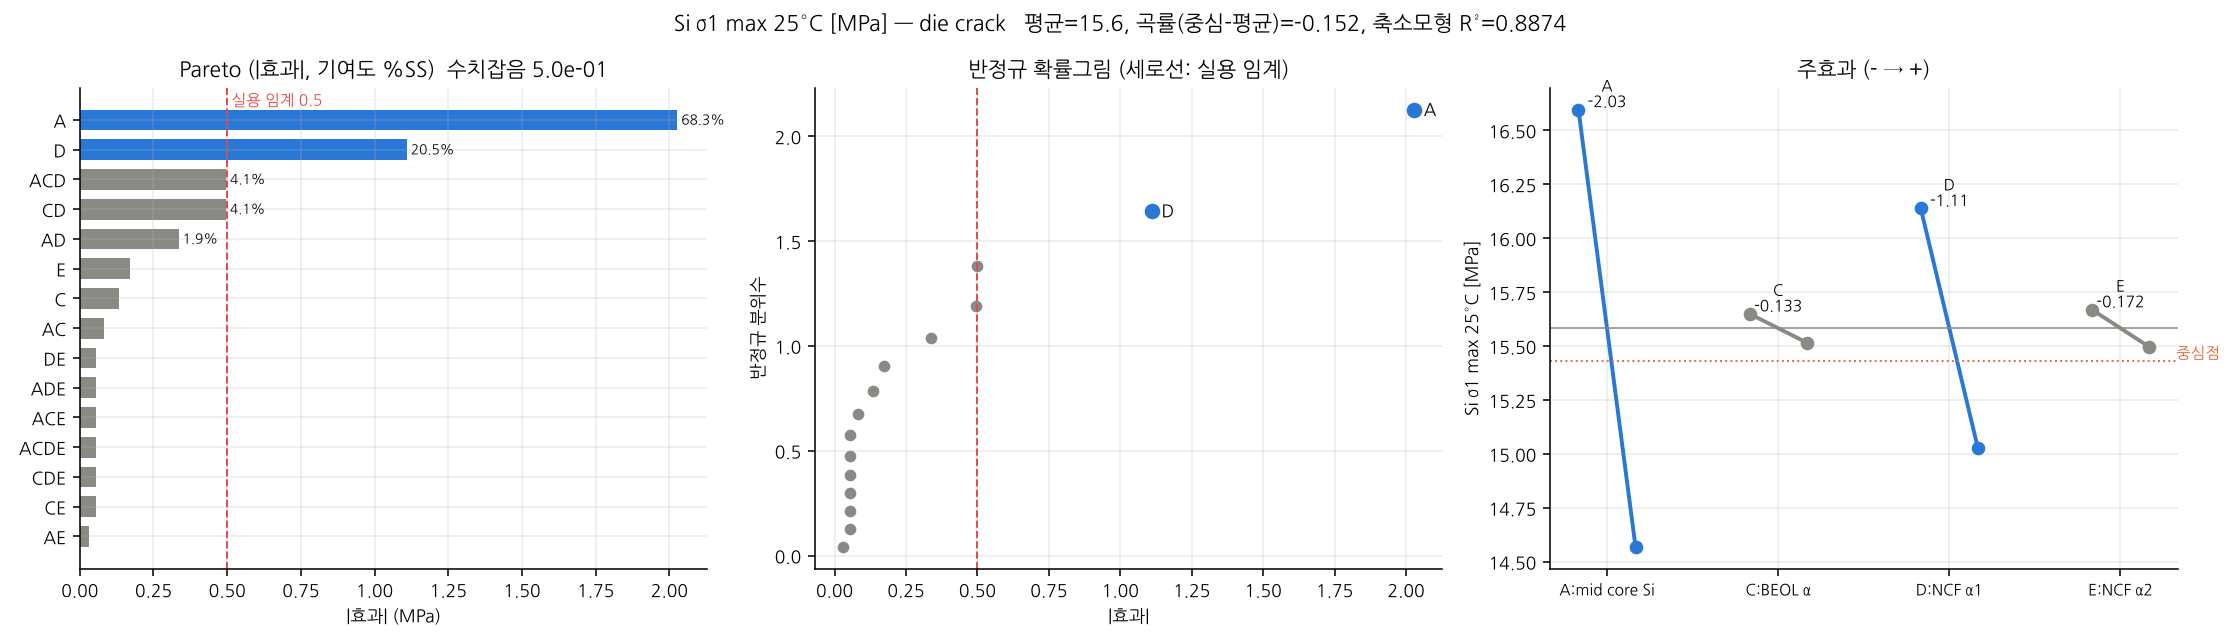 Si σ1 max 25°C [MPa] — die crack   평균=15.6, 곡률(중심-평균)=-0.152, 축소모형 R²=0.8874
Pareto (|효과|, 기여도 %SS)  수치잡음 5.0e-01
실용 임계 0.5
A
68.3%
D
20.5%
ACD
4.1%
CD
4.1%
AD
1.9%
E
C
AC
DE
ADE
ACE
ACDE
CDE
CE
AE
0.00 0.25 0.50 0.75 1.00 1.25 1.50 1.75 2.00
|효과| (MPa)
반정규 확률그림 (세로선: 실용 임계)
반정규 분위수
2.0
1.5
1.0
0.5
0.0
A
D
0.00 0.25 0.50 0.75 1.00 1.25 1.50 1.75 2.00
|효과|
주효과 (- → +)
Si σ1 max 25°C [MPa]
16.50
16.25
16.00
15.75
15.50
15.25
15.00
14.75
14.50
A
-2.03
C
-0.133
D
-1.11
E
-0.172
중심점
A:mid core Si
C:BEOL α
D:NCF α1
E:NCF α2